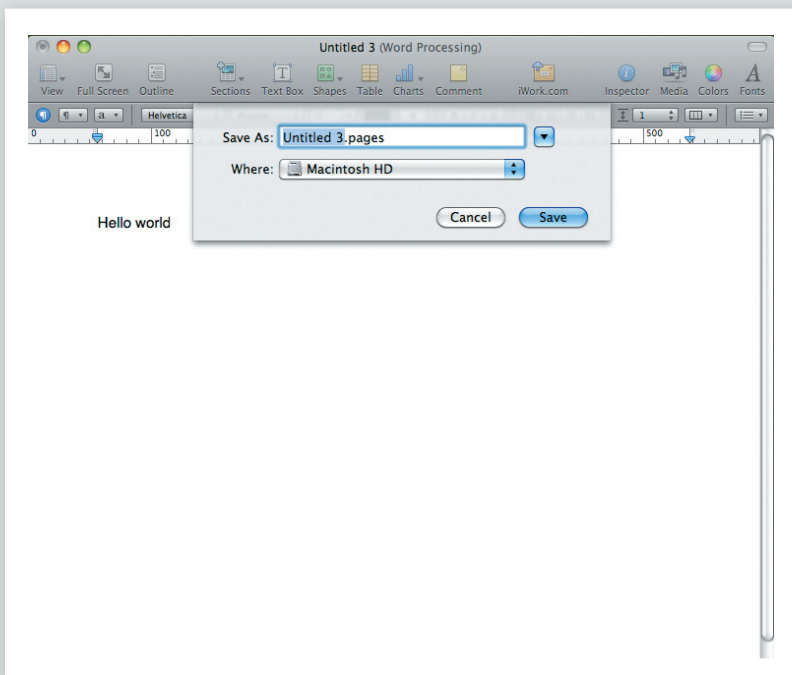 Untitled 3 (Word Processing)
View Full Screen Outline Sections Text Box Shapes Table Charts Comment iWork.com Inspector Media Colors Fonts
¶ a Helvetica 1
0 100 500
Save As: Untitled 3.pages
Where: Macintosh HD
Cancel Save
Hello world